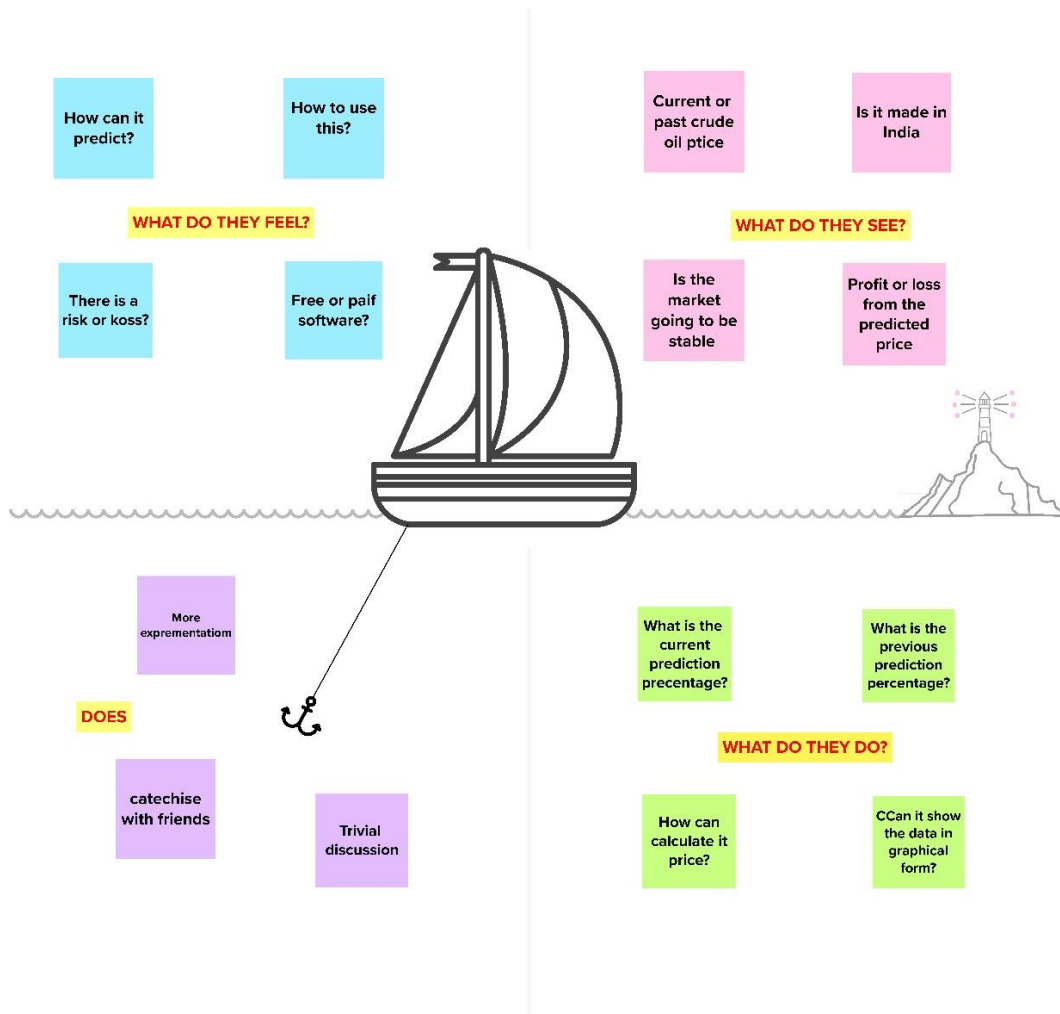 How can it
predict?
How to use
this?
WHAT DO THEY FEEL?
There is a
risk or koss?
Free or paif
software?
Current or
past crude
oil ptice
Is it made in
India
WHAT DO THEY SEE?
Is the
market
going to be
stable
Profit or loss
from the
predicted
price
More
exprementatiom
DOES
catechise
with friends
Trivial
discussion
What is the
current
prediction
precentage?
What is the
previous
prediction
percentage?
WHAT DO THEY DO?
How can
calculate it
price?
CCan it show
the data in
graphical
form?